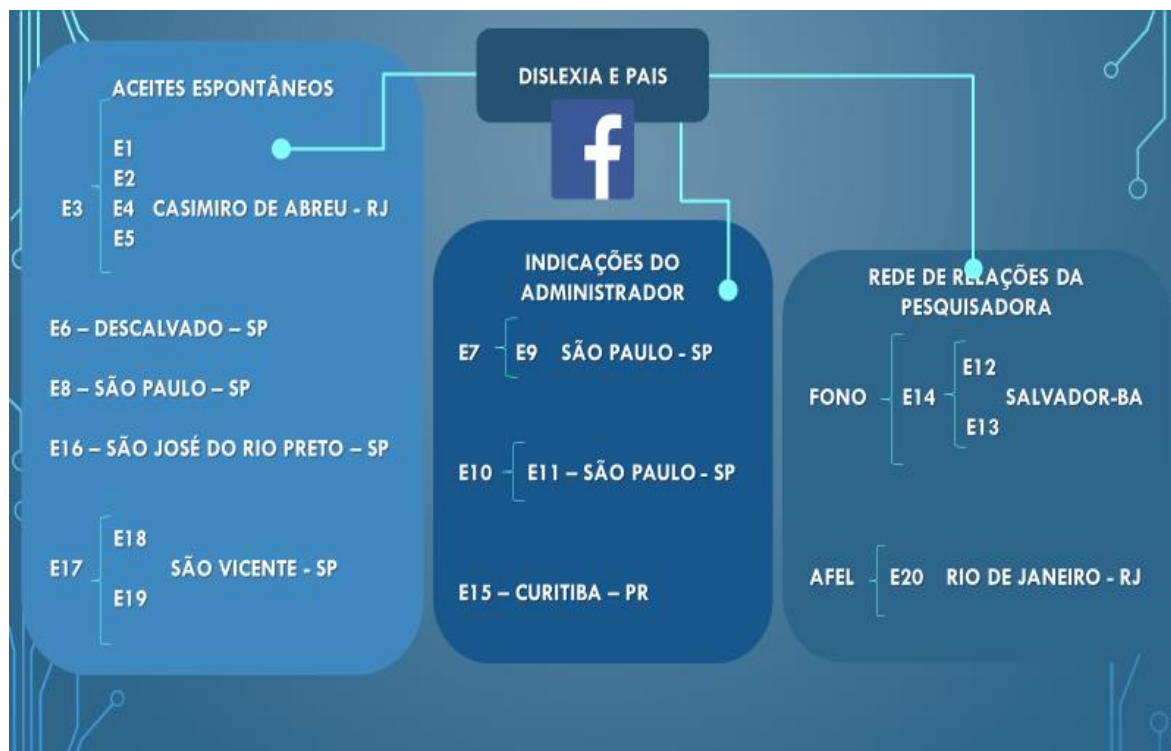 DISLEXIA E PAIS
f
ACEITES ESPONTÂNEOS
E1
E2
E3 E4 CASIMIRO DE ABREU - RJ
E5
E6 – DESCALVADO – SP
E8 – SÃO PAULO – SP
E16 – SÃO JOSÉ DO RIO PRETO – SP
E18
E17 SÃO VICENTE - SP
E19
INDICAÇÕES DO
ADMINISTRADOR
E7 E9 SÃO PAULO - SP
E10 E11 – SÃO PAULO - SP
E15 – CURITIBA – PR
REDE DE RELAÇÕES DA
PESQUISADORA
E12
FONO E14 SALVADOR-BA
E13
AFEL E20 RIO DE JANEIRO - RJ